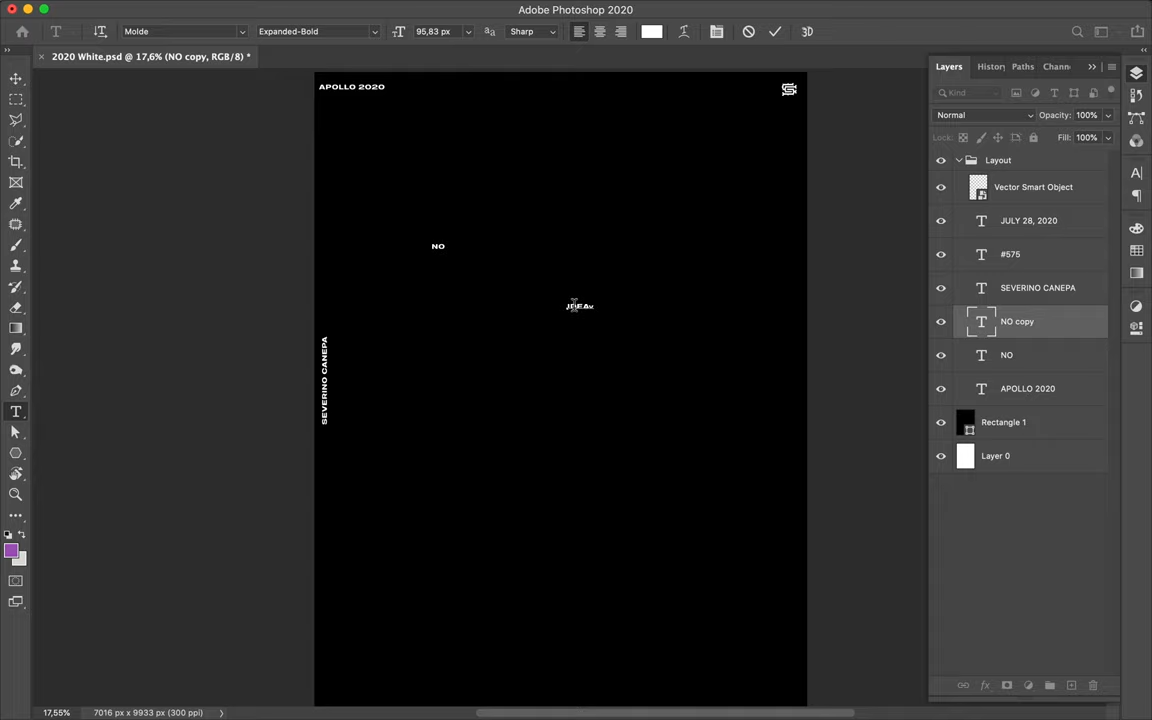 Adobe Photoshop 2020
Molde
Expanded-Bold
95,83 px
Sharp
3D
2020 White.psd @ 17,6% (NO copy, RGB/8) *
Layers
History
Paths
Chann
Kind
Normal
Opacity: 100%
Lock:
Fill: 100%
Layout
Vector Smart Object
JULY 28, 2020
#575
SEVERINO CANEPA
NO copy
NO
APOLLO 2020
Rectangle 1
Layer 0
APOLLO 2020
NO
SEVERINO CANEPA
17,55%
7016 px x 9933 px (300 ppi)